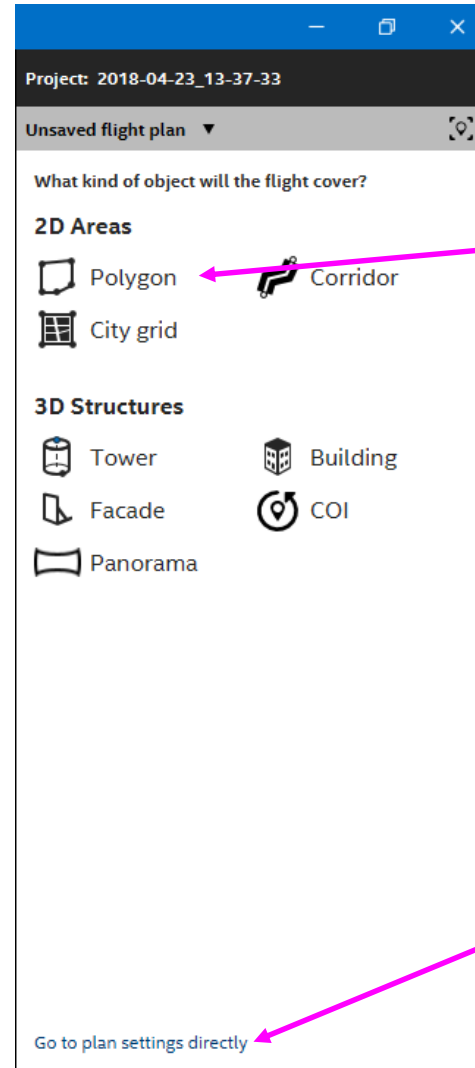 Project: 2018-04-23_13-37-33
Unsaved flight plan ▼
What kind of object will the flight cover?
2D Areas
Polygon Corridor
City grid
3D Structures
Tower Building
Facade COI
Panorama
Go to plan settings directly